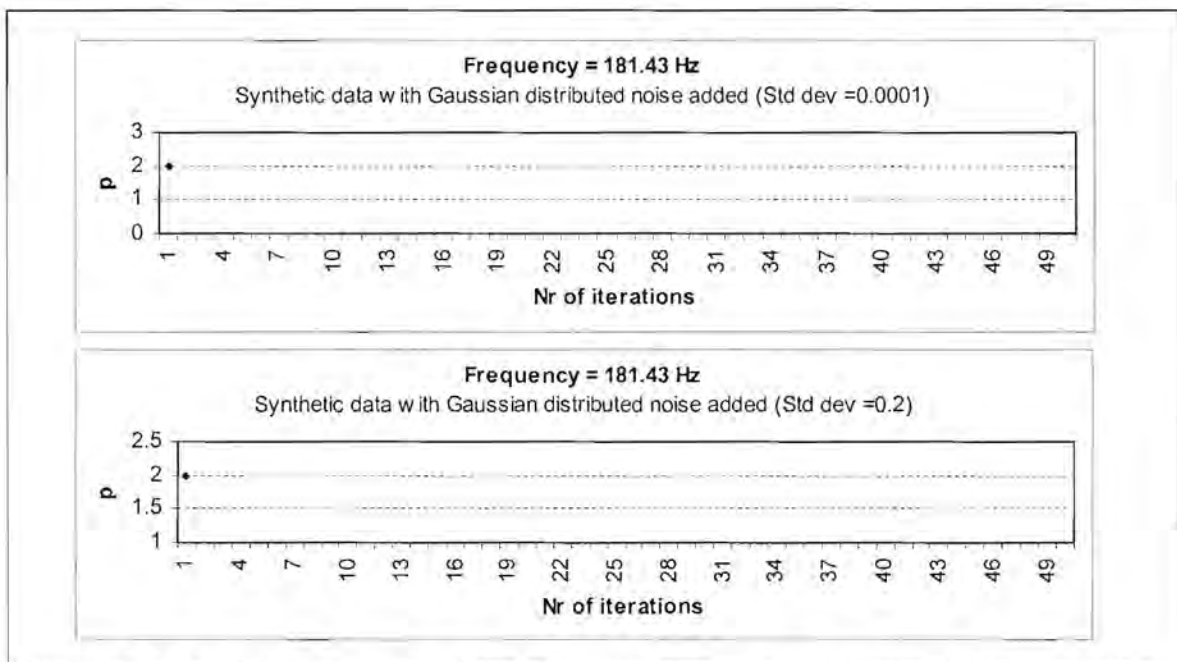 Frequency = 181.43 Hz
Synthetic data with Gaussian distributed noise added (Std dev =0.0001)
3
2
1
0
p
1 4 7 10 13 16 19 22 25 28 31 34 37 40 43 46 49
Nr of iterations
Frequency = 181.43 Hz
Synthetic data with Gaussian distributed noise added (Std dev =0.2)
2.5
2
1.5
1
p
1 4 7 10 13 16 19 22 25 28 31 34 37 40 43 46 49
Nr of iterations